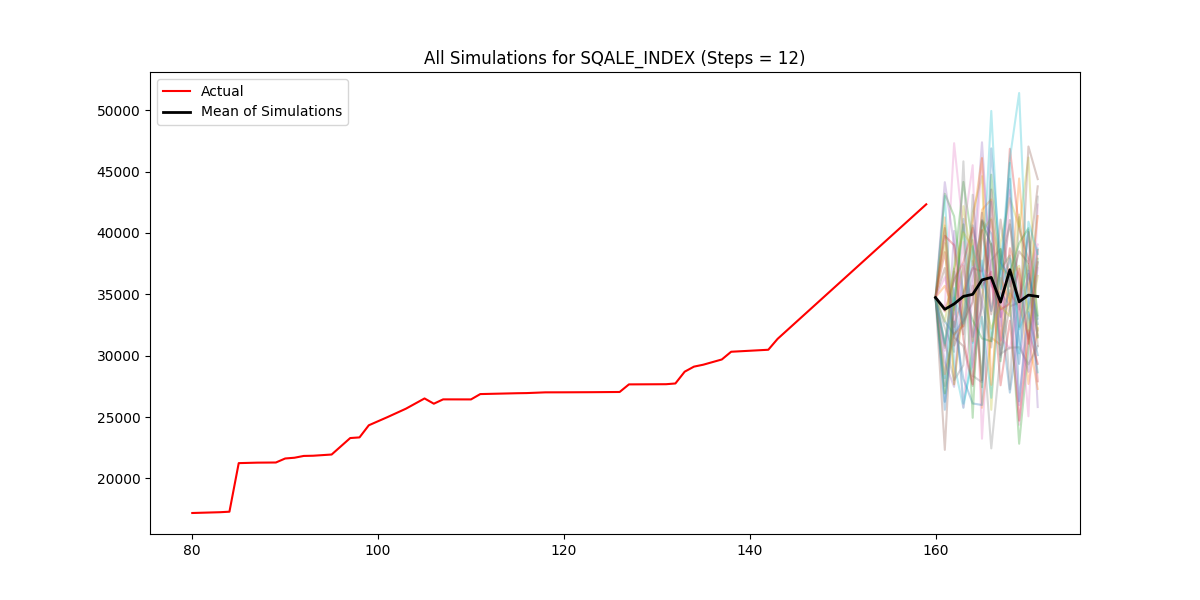 All Simulations for SQALE_INDEX (Steps = 12)
Actual
Mean of Simulations
50000
45000
40000
35000
30000
25000
20000
80 100 120 140 160